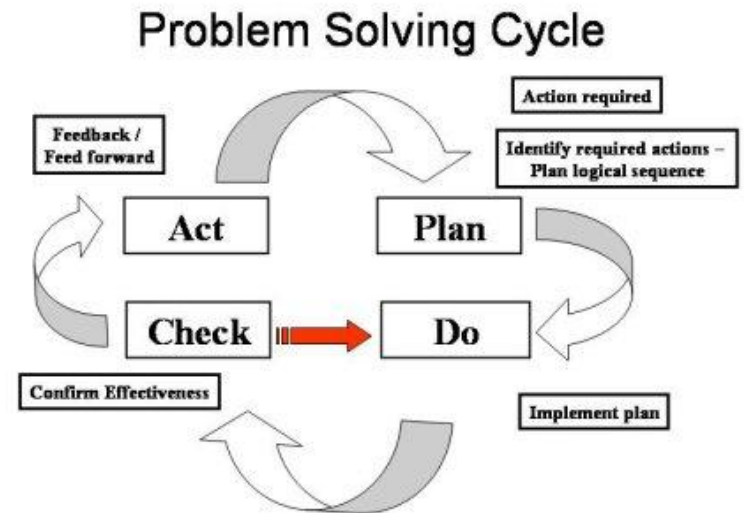 Problem Solving Cycle
Action required
Feedback /
Feed forward
Identify required actions –
Plan logical sequence
Act
Plan
Check
Do
Confirm Effectiveness
Implement plan